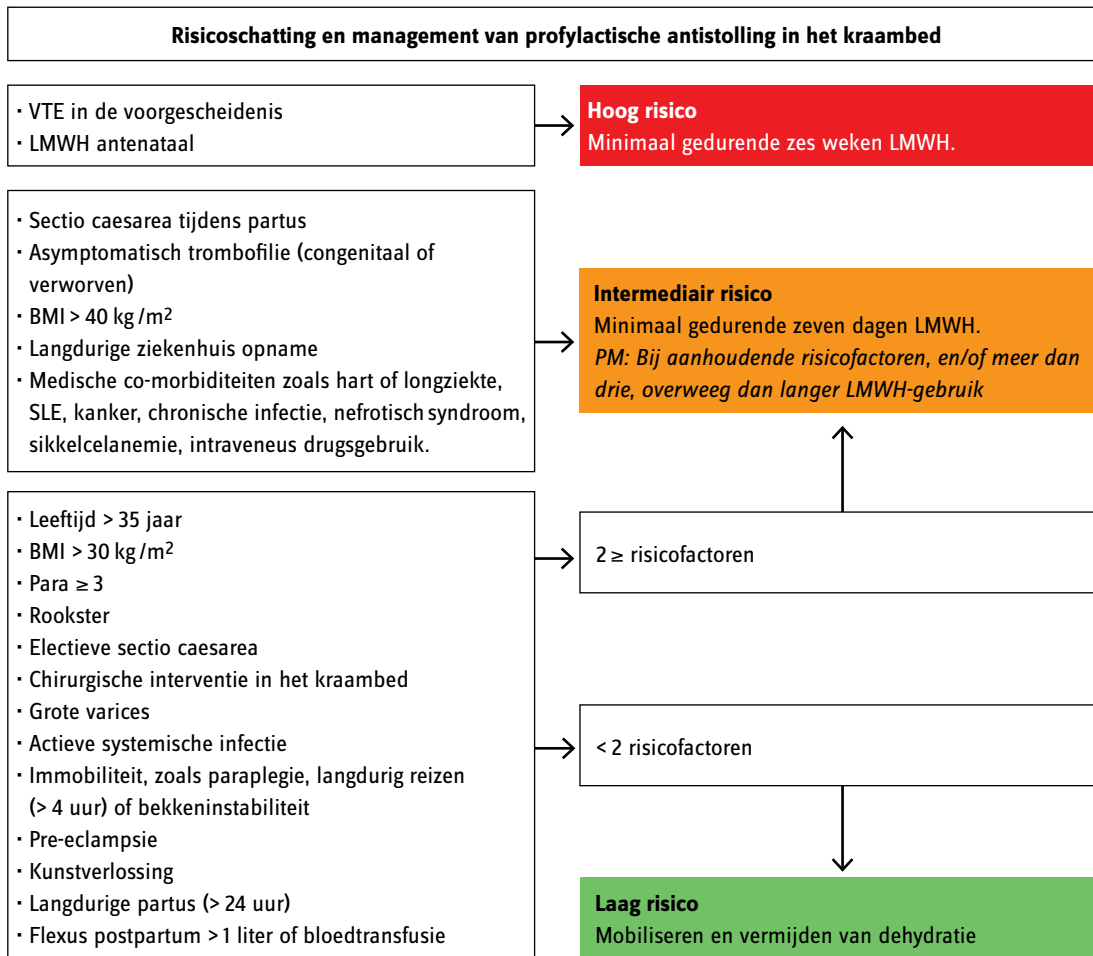 Risicoschatting en management van profylactische antistolling in het kraambed
· VTE in de voorgescheidenis
· LMWH antenataal
Hoog risico
Minimaal gedurende zes weken LMWH.
· Sectio caesarea tijdens partus
· Asymptomatisch trombofilie (congenitaal of
verworven)
· BMI > 40 kg/m²
· Langdurige ziekenhuis opname
· Medische co-morbiditeiten zoals hart of longziekte,
SLE, kanker, chronische infectie, nefrotisch syndroom,
sikkelcelanemie, intraveneus drugsgebruik.
Intermediair risico
Minimaal gedurende zeven dagen LMWH.
PM: Bij aanhoudende risicofactoren, en/of meer dan
drie, overweeg dan langer LMWH-gebruik
· Leeftijd > 35 jaar
· BMI > 30 kg/m²
· Para ≥ 3
· Rookster
· Electieve sectio caesarea
· Chirurgische interventie in het kraambed
· Grote varices
· Actieve systemische infectie
· Immobiliteit, zoals paraplegie, langdurig reizen
(> 4 uur) of bekkeninstabiliteit
· Pre-eclampsie
· Kunstverlossing
· Langdurige partus (> 24 uur)
· Flexus postpartum > 1 liter of bloedtransfusie
2 ≥ risicofactoren
< 2 risicofactoren
Laag risico
Mobiliseren en vermijden van dehydratie